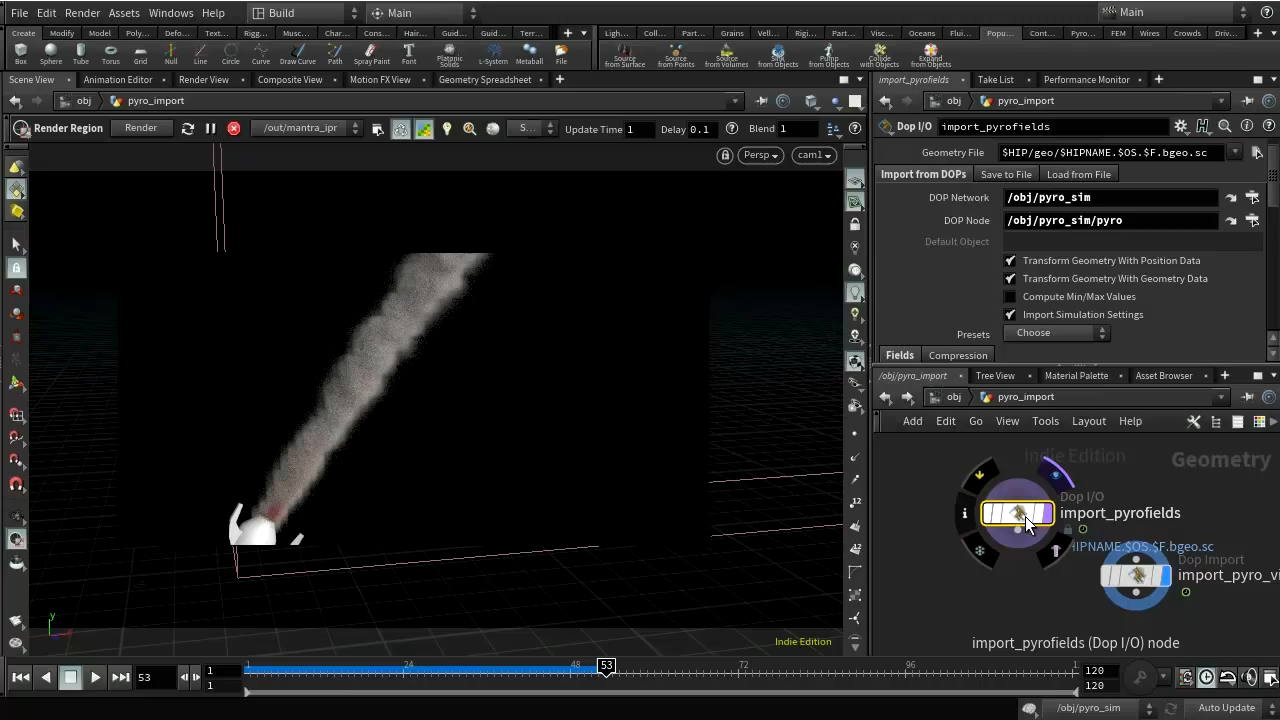 File Edit Render Assets Windows Help Build Main Main
Create Modify Model Poly... Defo... Text... Rigg... Musc... Char... Cons... Hair... Guid... Guid... Terr... Ligh... Coll... Part... Grains Vell... Rigi... Part... Visc... Oceans Flui... Popu... Cont... Pyro... FEM Wires Crowds Driv...
Box Sphere Tube Torus Grid Null Line Circle Curve Draw Curve Path Spray Paint Font Platonic Solids L-System Metaball File Source from Surface Source from Points Source from Volumes Sink from Objects Pump from Objects Collide with Objects Expand from Objects
Scene View Animation Editor Render View Composite View Motion FX View Geometry Spreadsheet import_pyrofields Take List Performance Monitor
obj pyro_import obj pyro_import
Render Region Render /out/mantra_ipr S... Update Time 1 Delay 0.1 Blend 1
Dop I/O import_pyrofields
Persp cam1
Geometry File $HIP/geo/$HIPNAME.$OS.$F.bgeo.sc
Import from DOPs Save to File Load from File
DOP Network /obj/pyro_sim
DOP Node /obj/pyro_sim/pyro
Default Object
Transform Geometry With Position Data
Transform Geometry With Geometry Data
Compute Min/Max Values
Import Simulation Settings
Presets Choose
Fields Compression
/obj/pyro_import Tree View Material Palette Asset Browser
obj pyro_import
Add Edit Go View Tools Layout Help
Indie Edition Geometry
Dop I/O
import_pyrofields
HIPNAME.$OS.$F.bgeo.sc
Dop Import
import_pyro_vi
import_pyrofields (Dop I/O) node
y
Indie Edition
53 1 1 24 48 53 72 96 1 120
1 120
/obj/pyro_sim Auto Update